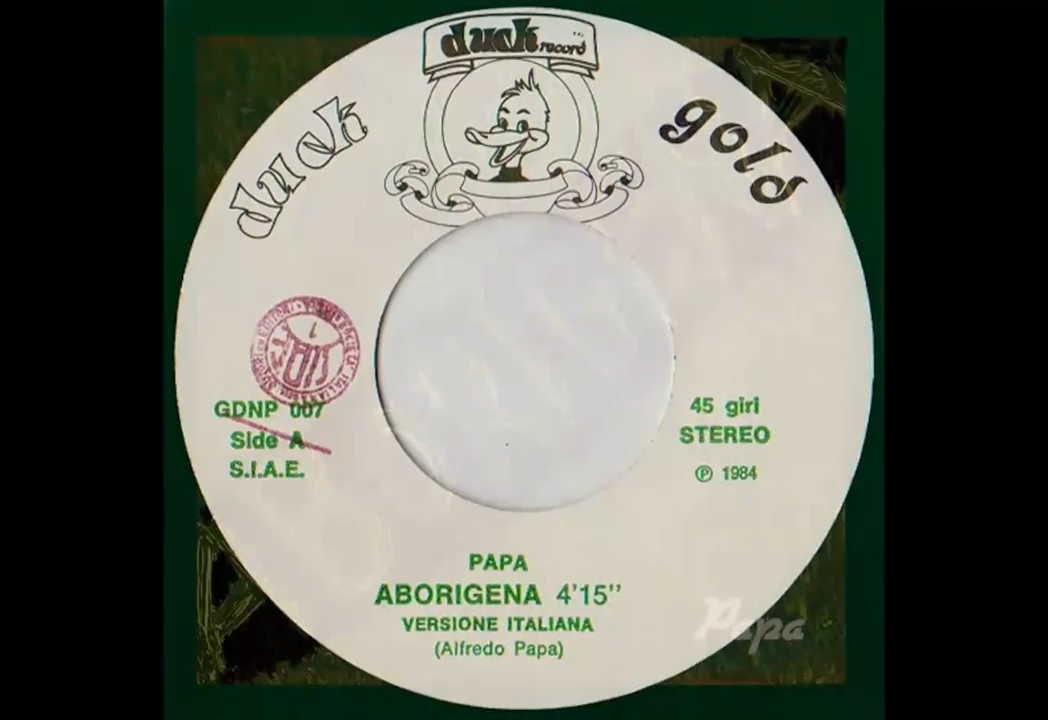 duck record
duck gold
GDNP 007
Side A
S.I.A.E.
45 giri
STEREO
℗ 1984
PAPA
ABORIGENA 4'15"
VERSIONE ITALIANA
(Alfredo Papa)
Papa